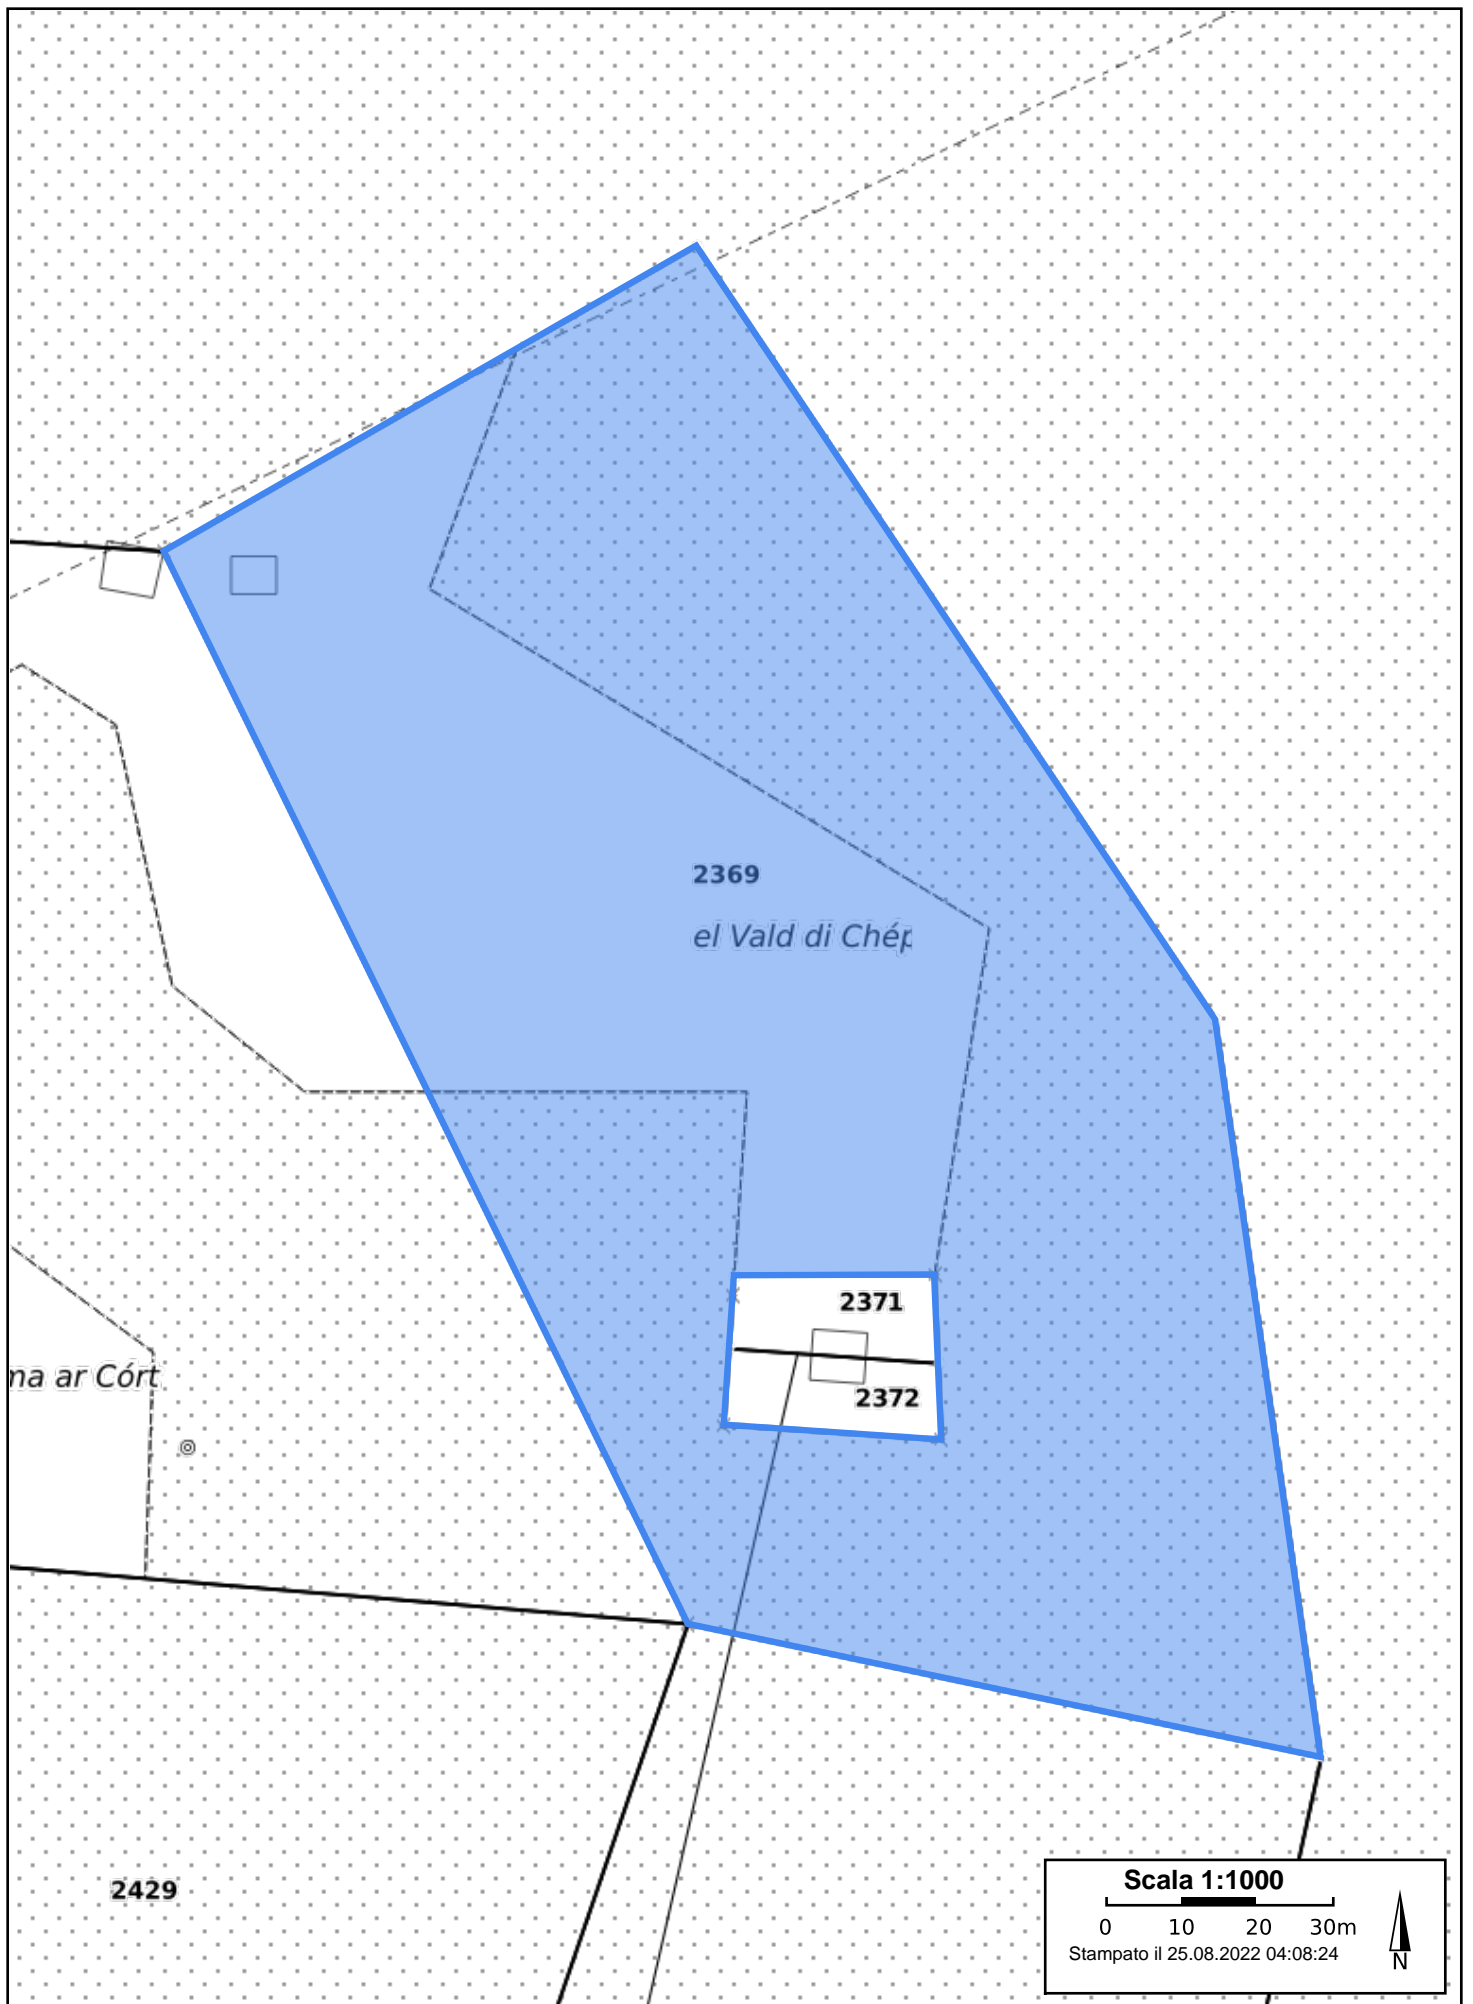 2369
el Vald di Chép
2371
ma ar Córt
2372
2429
Scala 1:1000
0 10 20 30m
Stampato il 25.08.2022 04:08:24
N